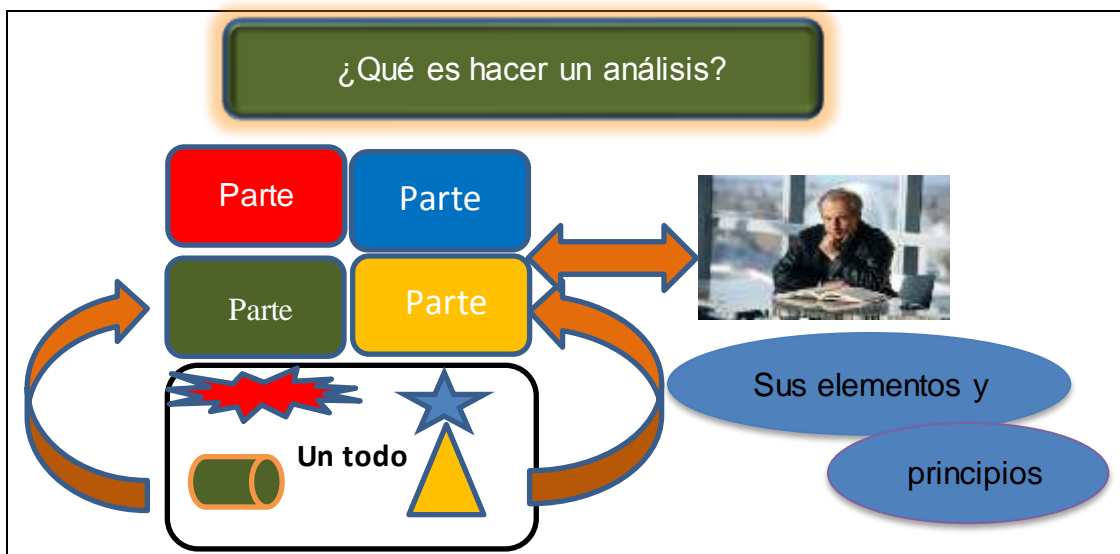 ¿Qué es hacer un análisis?
Parte
Parte
Parte
Parte
Un todo
Sus elementos y
principios